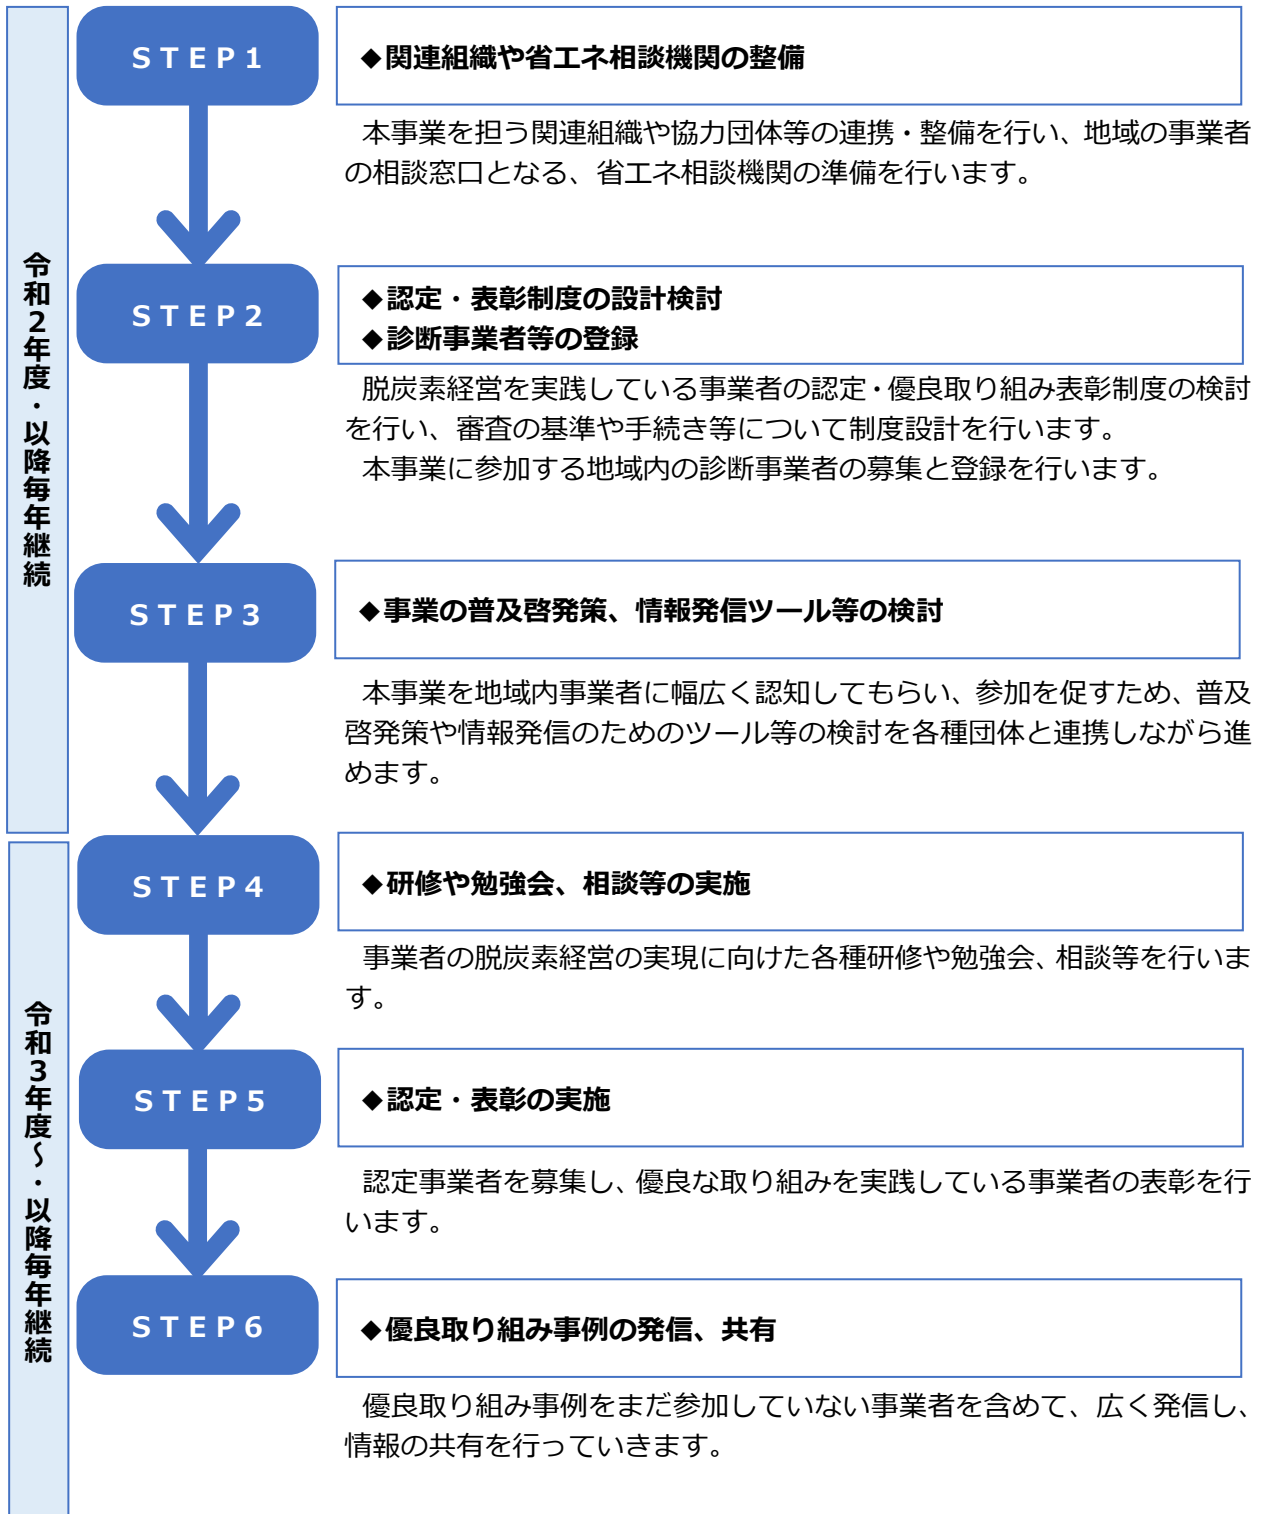 令和２年度・以降毎年継続
ＳＴＥＰ１
◆関連組織や省エネ相談機関の整備
本事業を担う関連組織や協力団体等の連携・整備を行い、地域の事業者
の相談窓口となる、省エネ相談機関の準備を行います。
ＳＴＥＰ２
◆認定・表彰制度の設計検討
◆診断事業者等の登録
脱炭素経営を実践している事業者の認定・優良取り組み表彰制度の検討
を行い、審査の基準や手続き等について制度設計を行います。
本事業に参加する地域内の診断事業者の募集と登録を行います。
ＳＴＥＰ３
◆事業の普及啓発策、情報発信ツール等の検討
本事業を地域内事業者に幅広く認知してもらい、参加を促すため、普及
啓発策や情報発信のためのツール等の検討を各種団体と連携しながら進
めます。
令和３年度～・以降毎年継続
ＳＴＥＰ４
◆研修や勉強会、相談等の実施
事業者の脱炭素経営の実現に向けた各種研修や勉強会、相談等を行いま
す。
ＳＴＥＰ５
◆認定・表彰の実施
認定事業者を募集し、優良な取り組みを実践している事業者の表彰を行
います。
ＳＴＥＰ６
◆優良取り組み事例の発信、共有
優良取り組み事例をまだ参加していない事業者を含めて、広く発信し、
情報の共有を行っていきます。